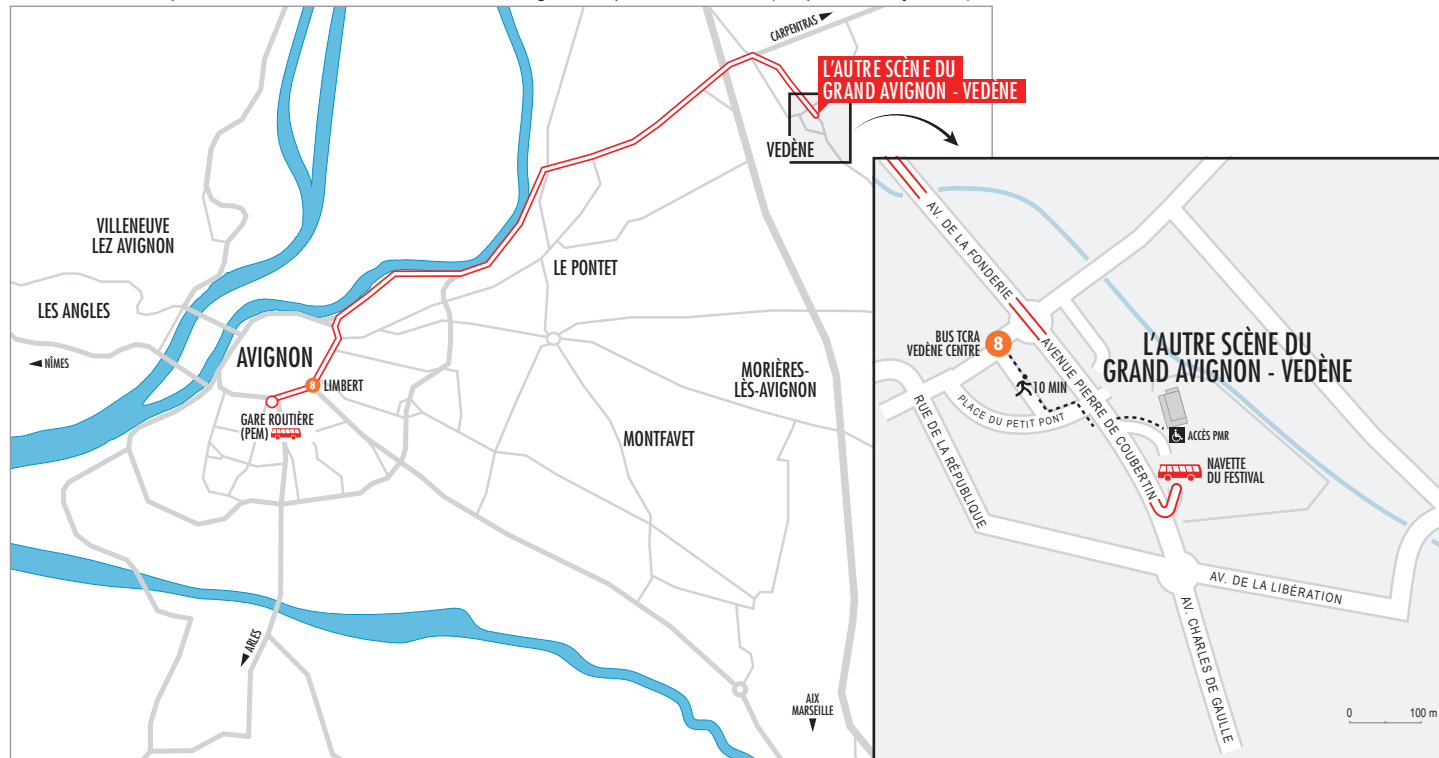 CARPENTRAS
L'AUTRE SCÈNE DU
GRAND AVIGNON - VEDÈNE
VEDÈNE
VILLENEUVE
LEZ AVIGNON
LE PONTET
LES ANGLES
NÎMES
AVIGNON
8
LIMBERT
GARE ROUTIÈRE
(PEM)
MORIÈRES-
LÈS-AVIGNON
MONTFAVET
ARLES
AIX
MARSEILLE
AV. DE LA FONDERIE
BUS TCRA
VEDÈNE CENTRE
8
L'AUTRE SCÈNE DU
GRAND AVIGNON - VEDÈNE
AVENUE PIERRE DE COUBERTIN
10 MIN
PLACE DU PETIT PONT
RUE DE LA RÉPUBLIQUE
ACCÈS PMR
NAVETTE
DU FESTIVAL
AV. DE LA LIBÉRATION
AV. CHARLES DE GAULLE
0 100 m